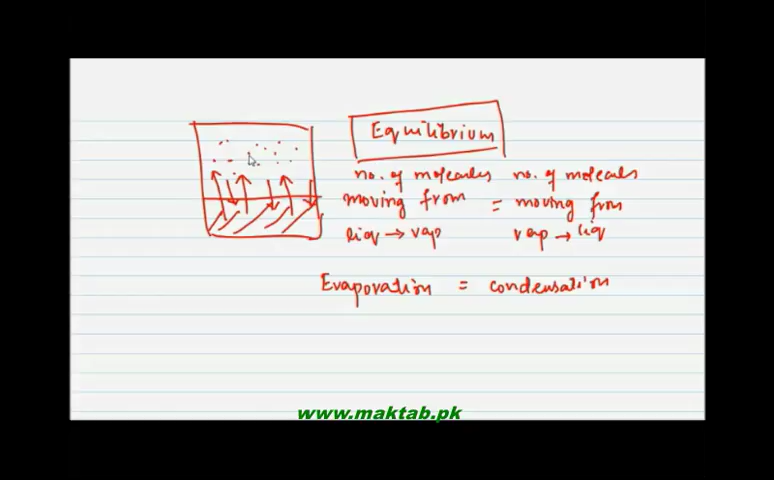 Equilibrium
no. of molecules no. of molecules
moving from = moving from
liq → vap vap → liq
Evaporation = condensation
www.maktab.pk